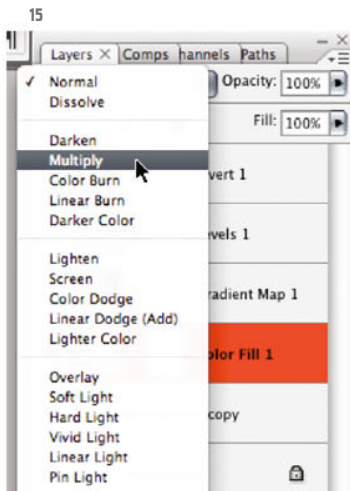 15
Layers × Comps hannels Paths
✓ Normal
Opacity: 100%
Dissolve
Fill: 100%
Darken
Multiply
Color Burn
vert 1
Linear Burn
Darker Color
evels 1
Lighten
Screen
Color Dodge
radient Map 1
Linear Dodge (Add)
Lighter Color
olor Fill 1
Overlay
Soft Light
Hard Light
copy
Vivid Light
Linear Light
Pin Light